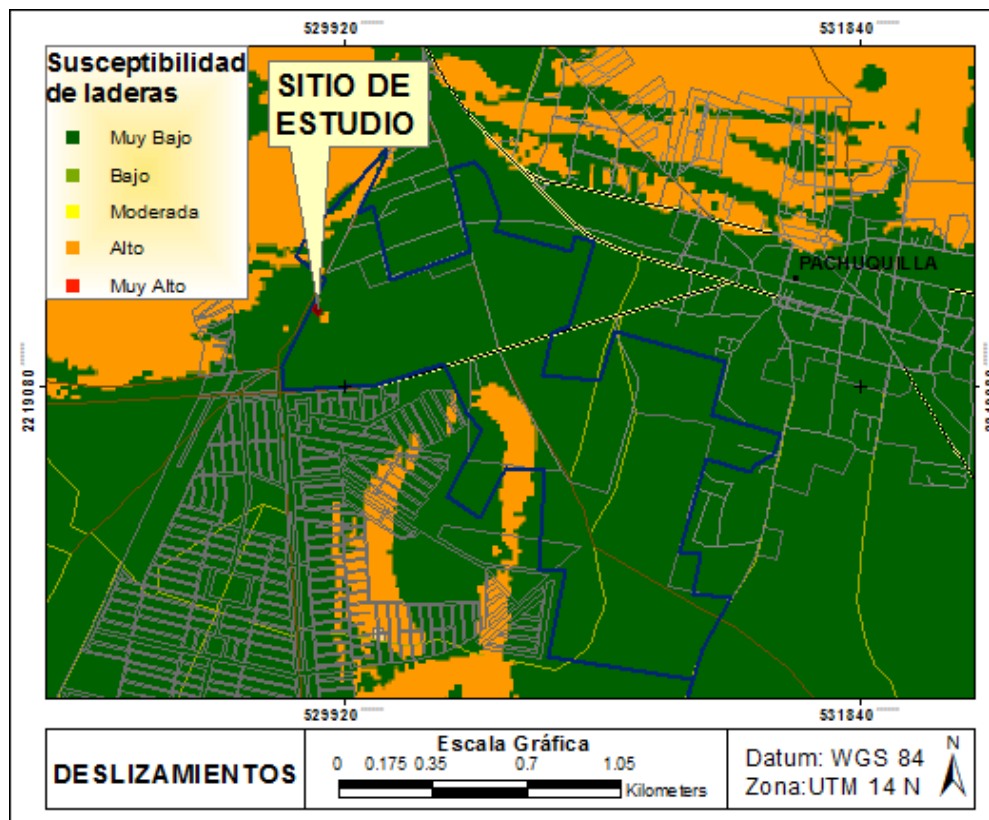 529920
531840
Susceptibilidad
de laderas
Muy Bajo
Bajo
Moderada
Alto
Muy Alto
SITIO DE
ESTUDIO
PACHUQUILLA
2219080
2219080
529920
531840
DESLIZAMIENTOS
Escala Gráfica
0 0.175 0.35 0.7 1.05
Kilometers
Datum: WGS 84
Zona:UTM 14 N
N